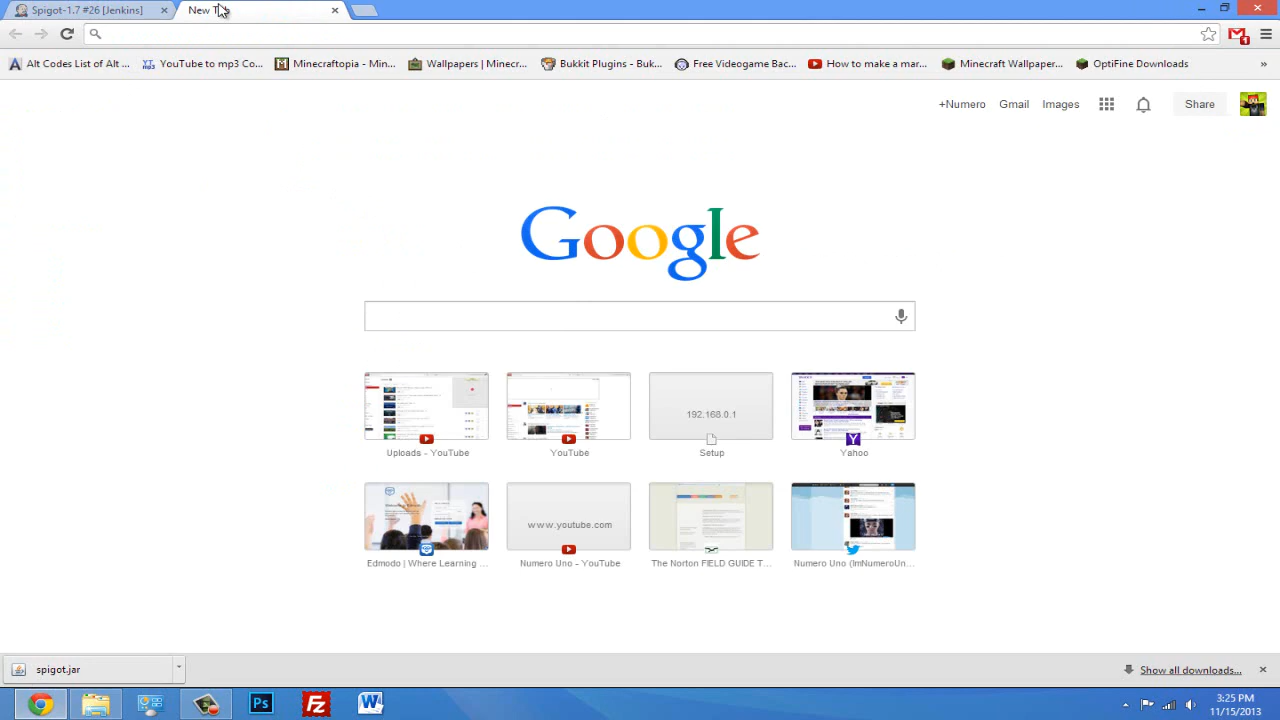 Spigot-1.7 #26 [Jenkins]
New T
Alt Codes List of Alt ...
YouTube to mp3 Co...
Minecraftopia - Min...
Wallpapers | Minecr...
Bukkit Plugins - Buk...
Free Videogame Bac...
How to make a mar...
Minecraft Wallpaper...
OptiFine Downloads
»
+Numero
Gmail
Images
Share
Google
192.168.0.1
Uploads - YouTube
YouTube
Setup
Yahoo
www.youtube.com
Edmodo | Where Learning ...
Numero Uno - YouTube
The Norton FIELD GUIDE T...
Numero Uno (ImNumeroUn...
spigot.jar
Show all downloads...
Ps
Fz
W
3:25 PM
11/15/2013